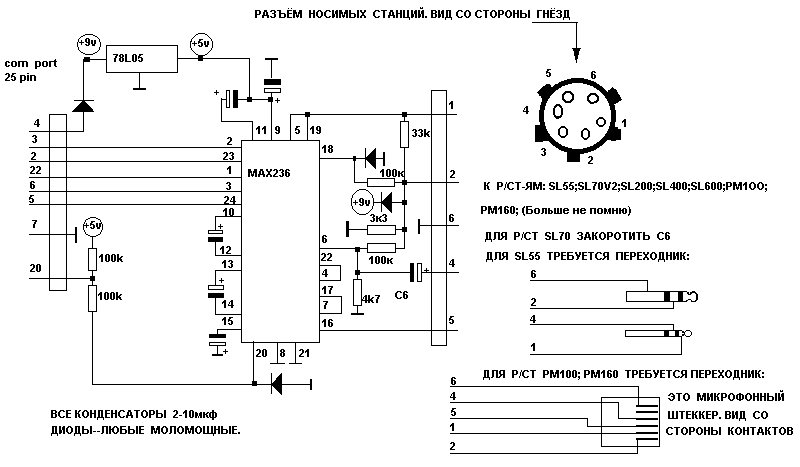 РАЗЪЁМ НОСИМЫХ СТАНЦИЙ. ВИД СО СТОРОНЫ ГНЁЗД
+9v
78L05
+5v
com port
25 pin
5
6
4
1
3
2
4
3
2
22
6
5
7
20
+5v
100k
100k
2
23
1
3
24
10
12
13
14
15
11
9
5
19
MAX236
18
6
22
4
17
7
16
20
8
21
33k
100k
+9v
3к3
100к
4k7
C6
1
2
6
4
5
К Р/СТ-ЯМ: SL55;SL70V2;SL200;SL400;SL600;PM1OO;
PM160; (Больше не помню)
ДЛЯ Р/СТ SL70 ЗАКОРОТИТЬ С6
ДЛЯ SL55 ТРЕБУЕТСЯ ПЕРЕХОДНИК:
6
2
4
1
ДЛЯ Р/СТ PM100; PM160 ТРЕБУЕТСЯ ПЕРЕХОДНИК:
6
4
5
1
2
ЭТО МИКРОФОННЫЙ
ШТЕККЕР. ВИД СО
СТОРОНЫ КОНТАКТОВ
ВСЕ КОНДЕНСАТОРЫ 2-10мкф
ДИОДЫ--ЛЮБЫЕ МОЛОМОЩНЫЕ.